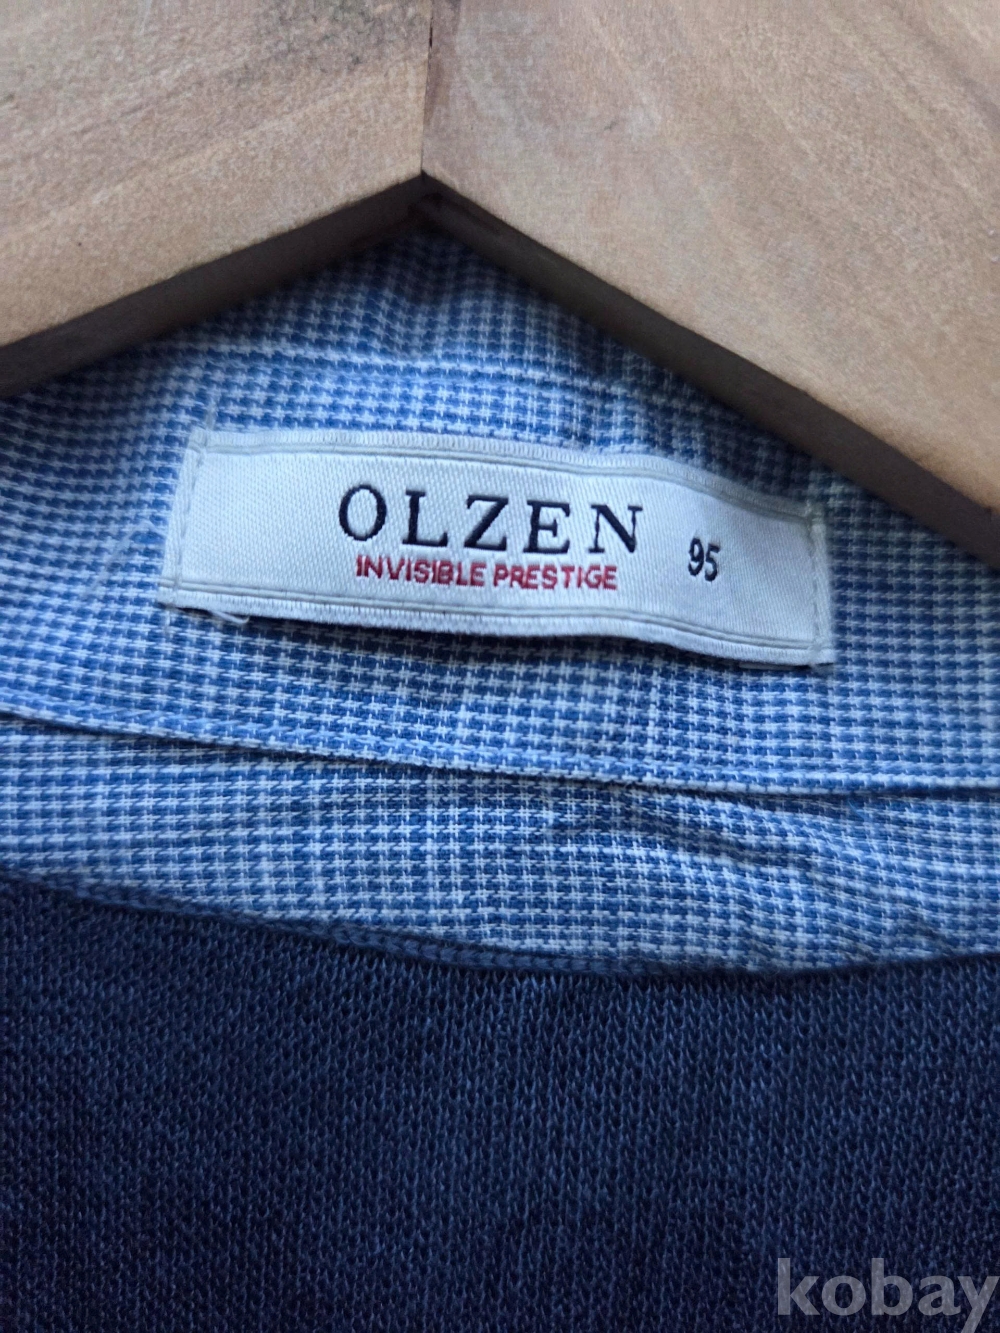 OLZEN
INVISIBLE PRESTIGE
95
kobay